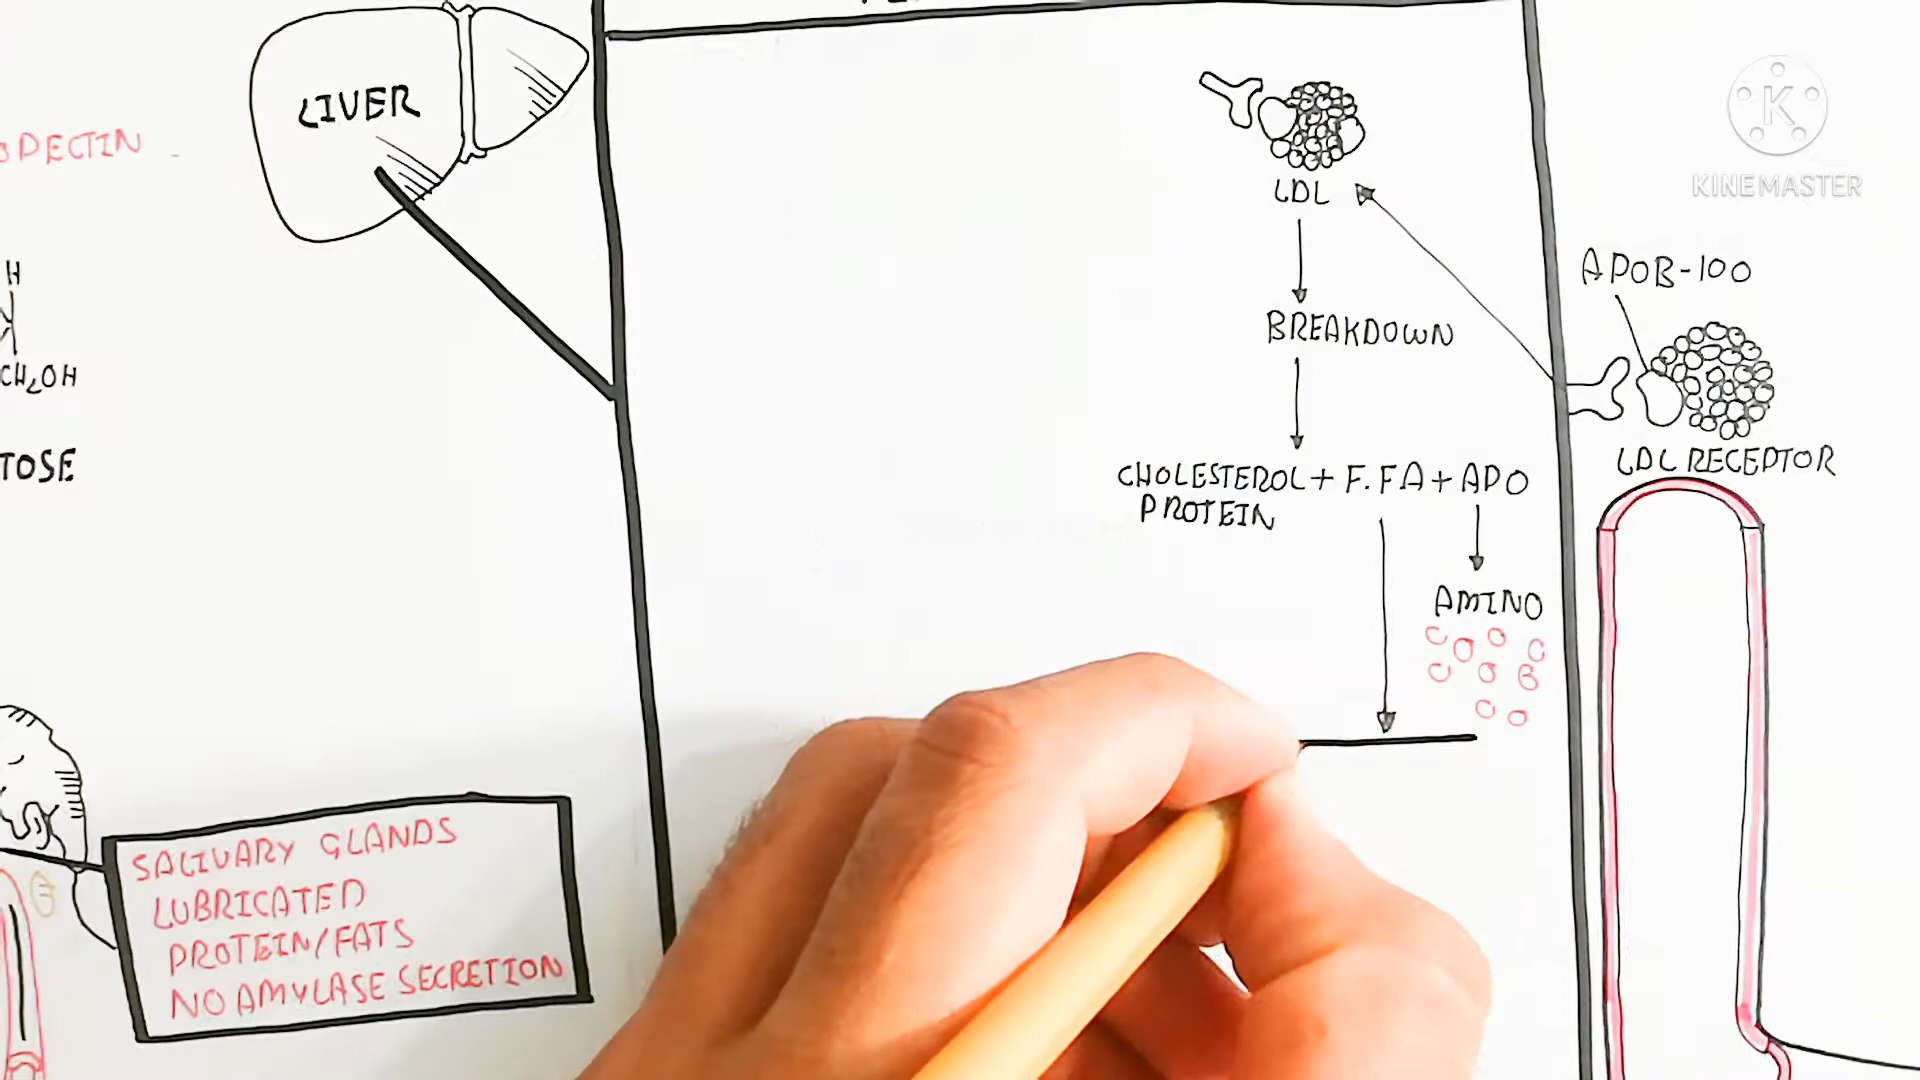 LIVER
OPECTIN
H
CH₂OH
TOSE
LDL
BREAKDOWN
CHOLESTEROL + F.FA + APO
PROTEIN
AMINO
APOB-100
LDL RECEPTOR
K
KINEMASTER
SALIVARY GLANDS
LUBRICATED
PROTEIN/FATS
NO AMYLASE SECRETION